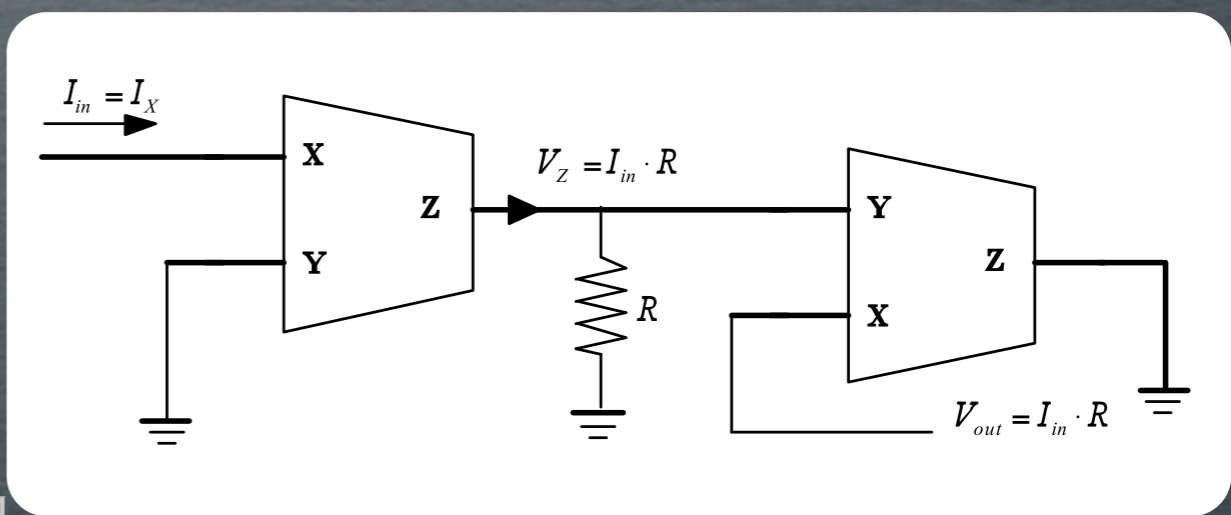 I_in = I_X
X
Z
Y
V_Z = I_in · R
R
Y
Z
X
V_out = I_in · R